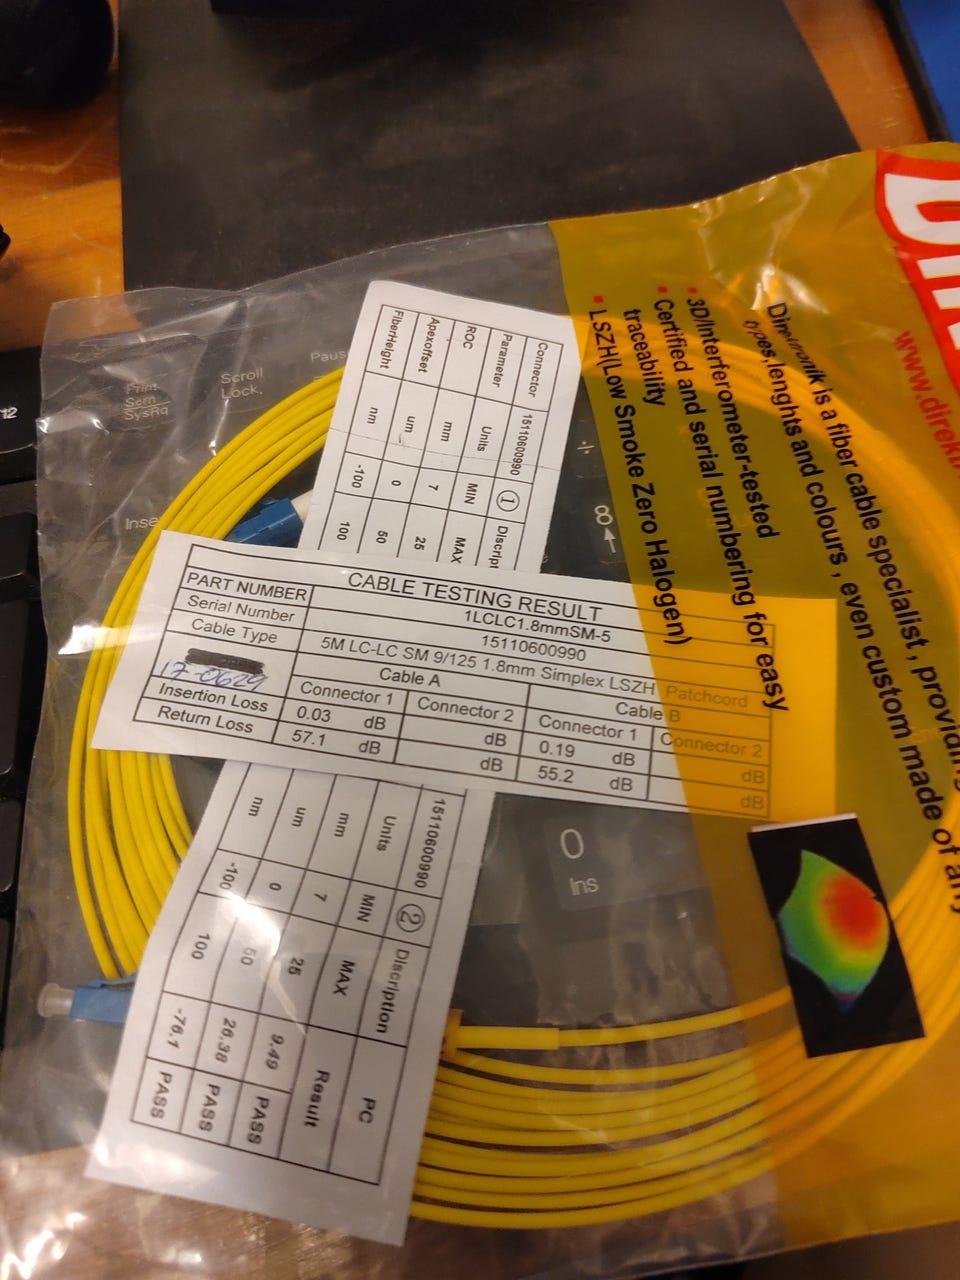 www.direk
Direktronik is a fiber cable specialist , providing
types,lenghts and colours , even custom made of any
• 3D/Interferometer-tested
• Certified and serial numbering for easy
traceability
• LSZH(Low Smoke Zero Halogen)
Connector 15110600990 ① Discript
Parameter Units MIN MAX
ROC mm 7 25
Apexoffset um 0 50
FiberHeight nm -100 100
CABLE TESTING RESULT
PART NUMBER 1LCLC1.8mmSM-5
Serial Number 15110600990
Cable Type 5M LC-LC SM 9/125 1.8mm Simplex LSZH Patchcord
17-0629
Cable A Cable B
Connector 1 Connector 2 Connector 1 Connector 2
Insertion Loss 0.03 dB dB 0.19 dB dB
Return Loss 57.1 dB dB 55.2 dB dB
15110600990 ② Discription PC
Units MIN MAX Result
mm 7 25 9.49 PASS
um 0 50 26.38 PASS
nm -100 100 -76.1 PASS
Print
Scrn
SysRq
Scroll
Lock
Pause
Inse
F12
0
Ins